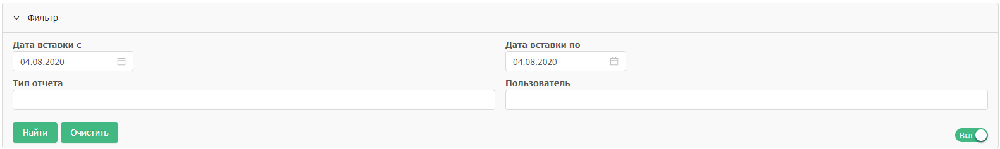 Фильтр
Дата вставки с
Дата вставки по
04.08.2020
04.08.2020
Тип отчета
Пользователь
Найти
Очистить
Вкл